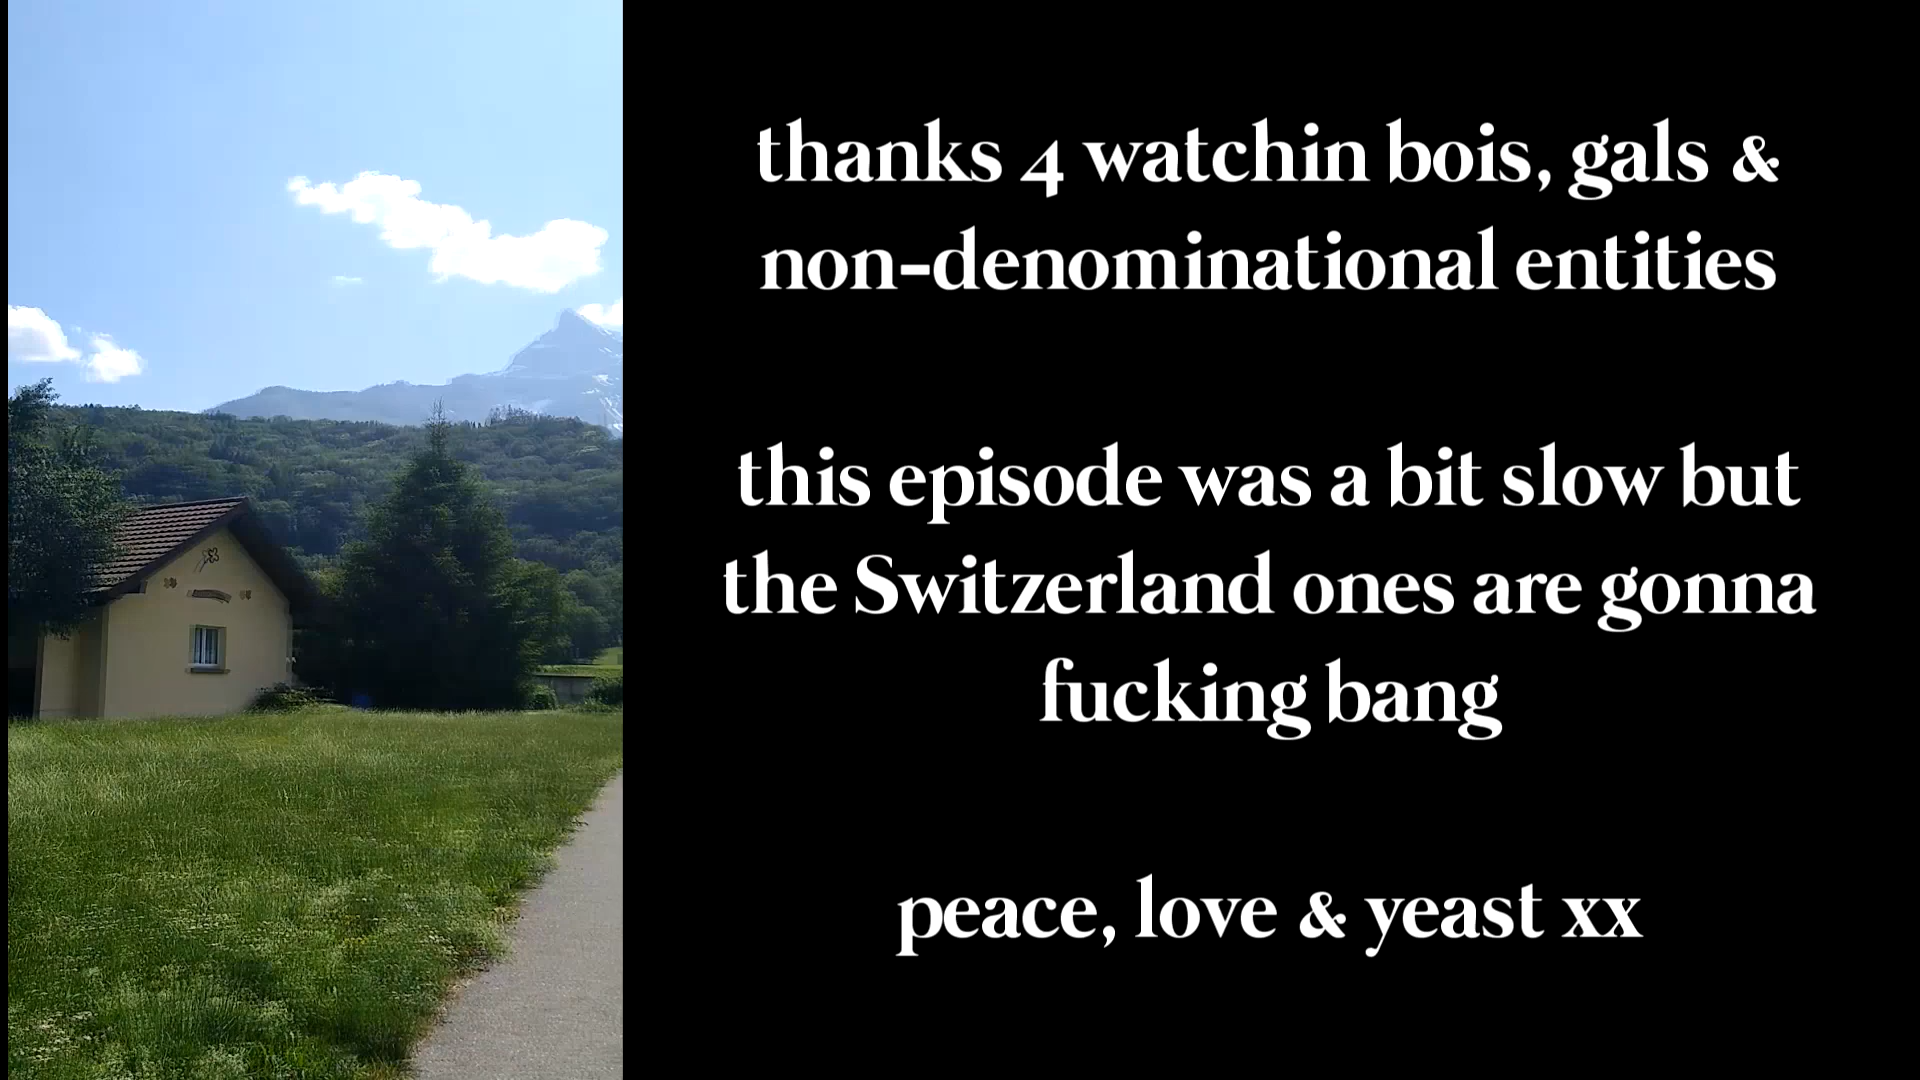 thanks 4 watchin bois, gals &
non-denominational entities
this episode was a bit slow but
the Switzerland ones are gonna
fucking bang
peace, love & yeast xx